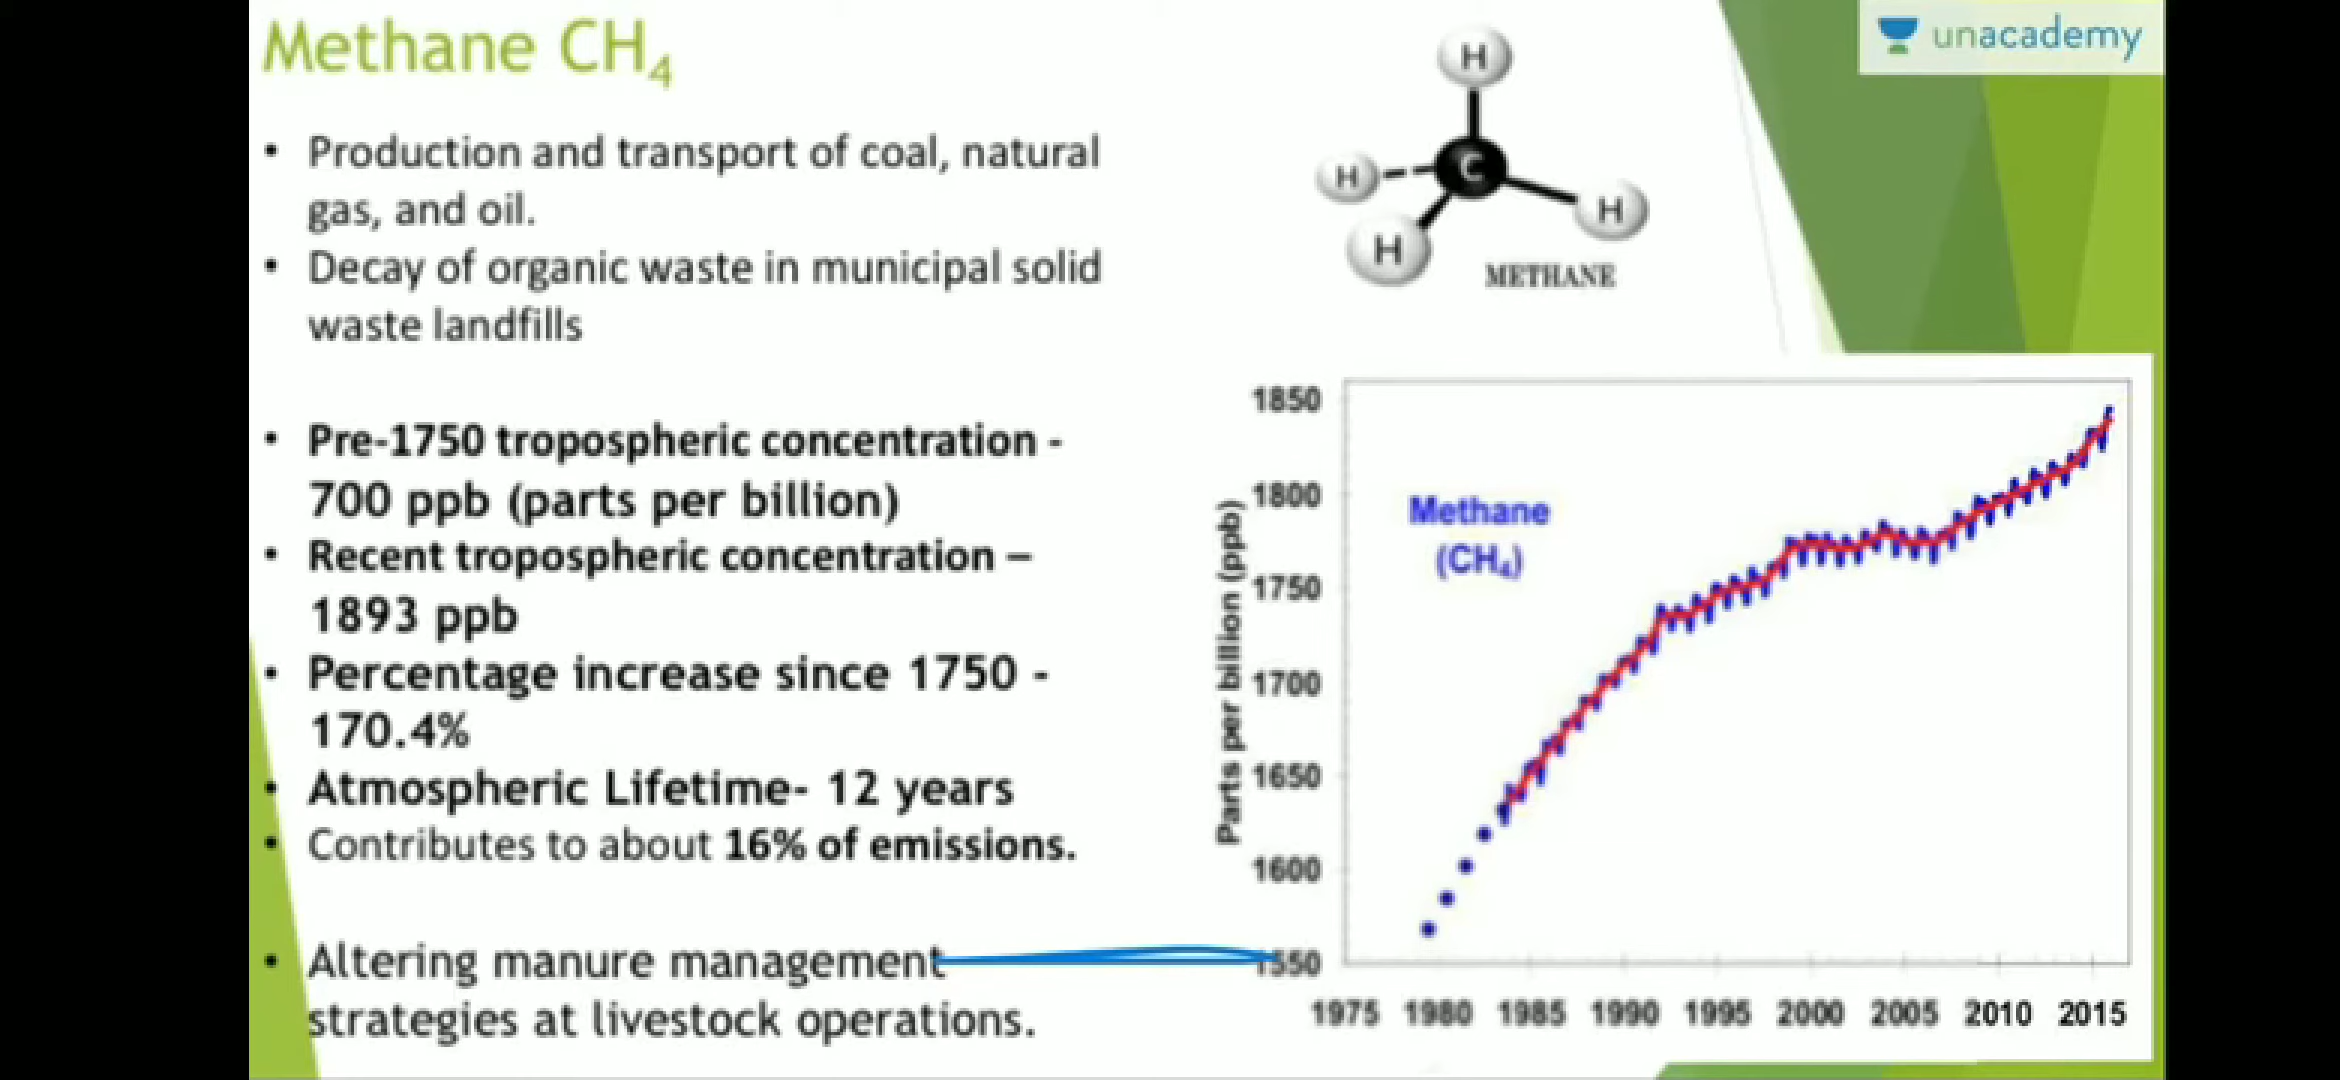 Methane CH₄
unacademy
• Production and transport of coal, natural
gas, and oil.
• Decay of organic waste in municipal solid
waste landfills
• Pre-1750 tropospheric concentration -
700 ppb (parts per billion)
• Recent tropospheric concentration –
1893 ppb
• Percentage increase since 1750 -
170.4%
• Atmospheric Lifetime- 12 years
• Contributes to about 16% of emissions.
• Altering manure management
strategies at livestock operations.
H
H
C
H
H
METHANE
Parts per billion (ppb)
1850
1800
1750
1700
1650
1600
1550
Methane
(CH₄)
1975 1980 1985 1990 1995 2000 2005 2010 2015